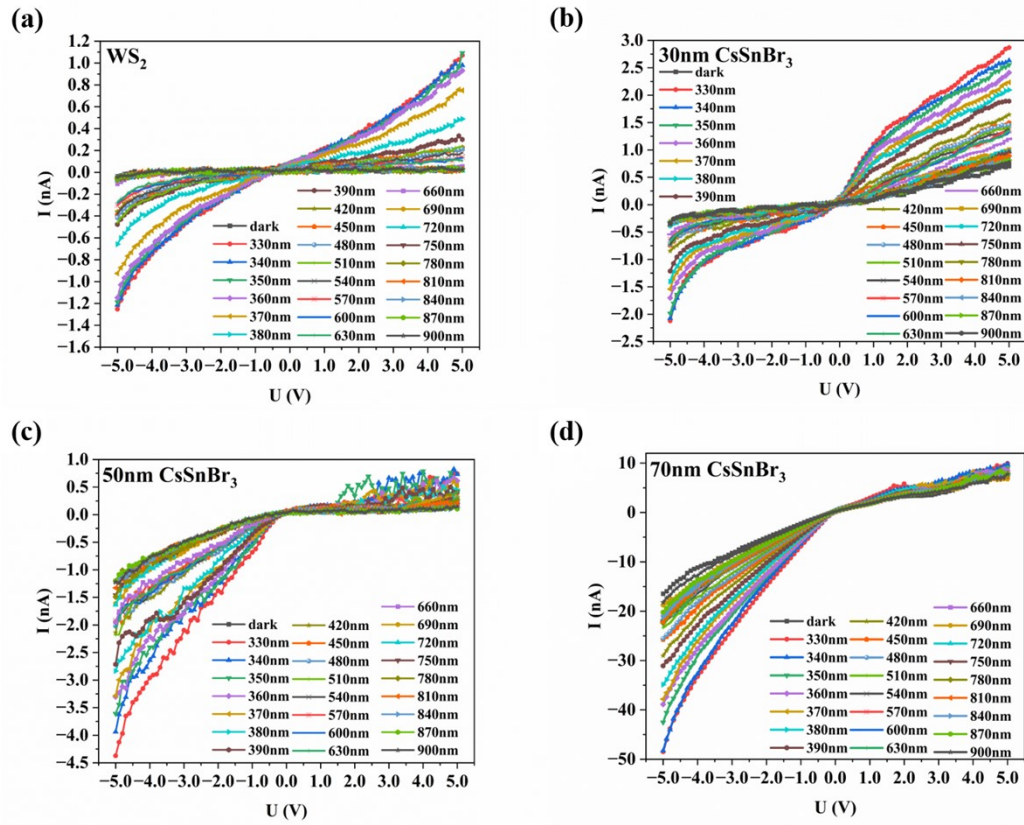 (a)
WS2
I (nA)
1.2
1.0
0.8
0.6
0.4
0.2
0.0
−0.2
−0.4
−0.6
−0.8
−1.0
−1.2
−1.4
−1.6
390nm 660nm
420nm 690nm
dark 450nm 720nm
330nm 480nm 750nm
340nm 510nm 780nm
350nm 540nm 810nm
360nm 570nm 840nm
370nm 600nm 870nm
380nm 630nm 900nm
−5.0 −4.0 −3.0 −2.0 −1.0 0.0 1.0 2.0 3.0 4.0 5.0
U (V)
(b)
30nm CsSnBr3
I (nA)
3.0
2.5
2.0
1.5
1.0
0.5
0.0
−0.5
−1.0
−1.5
−2.0
−2.5
dark
330nm
340nm
350nm
360nm
370nm
380nm
390nm 660nm
420nm 690nm
450nm 720nm
480nm 750nm
510nm 780nm
540nm 810nm
570nm 840nm
600nm 870nm
630nm 900nm
−5.0 −4.0 −3.0 −2.0 −1.0 0.0 1.0 2.0 3.0 4.0 5.0
U (V)
(c)
50nm CsSnBr3
I (nA)
1.0
0.5
0.0
−0.5
−1.0
−1.5
−2.0
−2.5
−3.0
−3.5
−4.0
−4.5
660nm
dark 420nm 690nm
330nm 450nm 720nm
340nm 480nm 750nm
350nm 510nm 780nm
360nm 540nm 810nm
370nm 570nm 840nm
380nm 600nm 870nm
390nm 630nm 900nm
−5.0 −4.0 −3.0 −2.0 −1.0 0.0 1.0 2.0 3.0 4.0 5.0
U (V)
(d)
70nm CsSnBr3
I (nA)
10
0
−10
−20
−30
−40
−50
660nm
dark 420nm 690nm
330nm 450nm 720nm
340nm 480nm 750nm
350nm 510nm 780nm
360nm 540nm 810nm
370nm 570nm 840nm
380nm 600nm 870nm
390nm 630nm 900nm
−5.0 −4.0 −3.0 −2.0 −1.0 0.0 1.0 2.0 3.0 4.0 5.0
U (V)